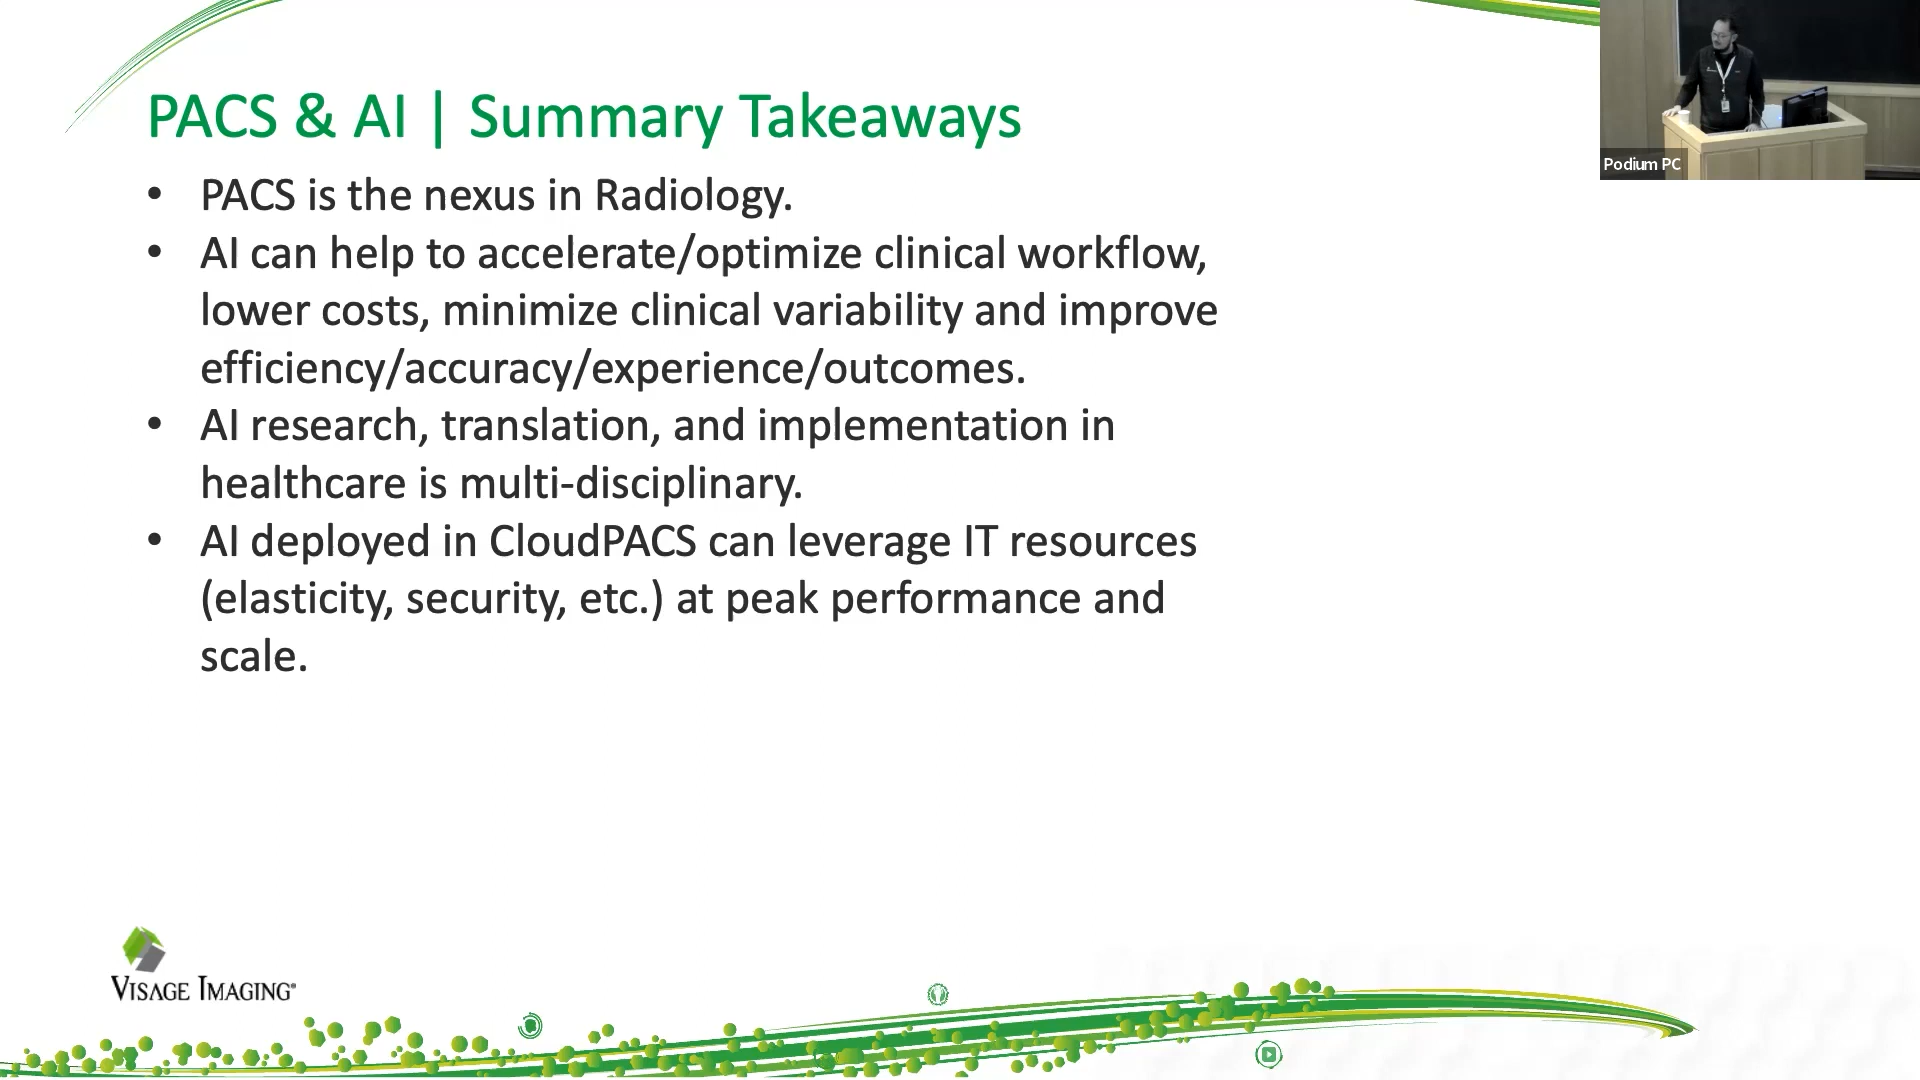 PACS & AI | Summary Takeaways
• PACS is the nexus in Radiology.
• AI can help to accelerate/optimize clinical workflow,
lower costs, minimize clinical variability and improve
efficiency/accuracy/experience/outcomes.
• AI research, translation, and implementation in
healthcare is multi-disciplinary.
• AI deployed in CloudPACS can leverage IT resources
(elasticity, security, etc.) at peak performance and
scale.
Podium PC
VISAGE IMAGING®